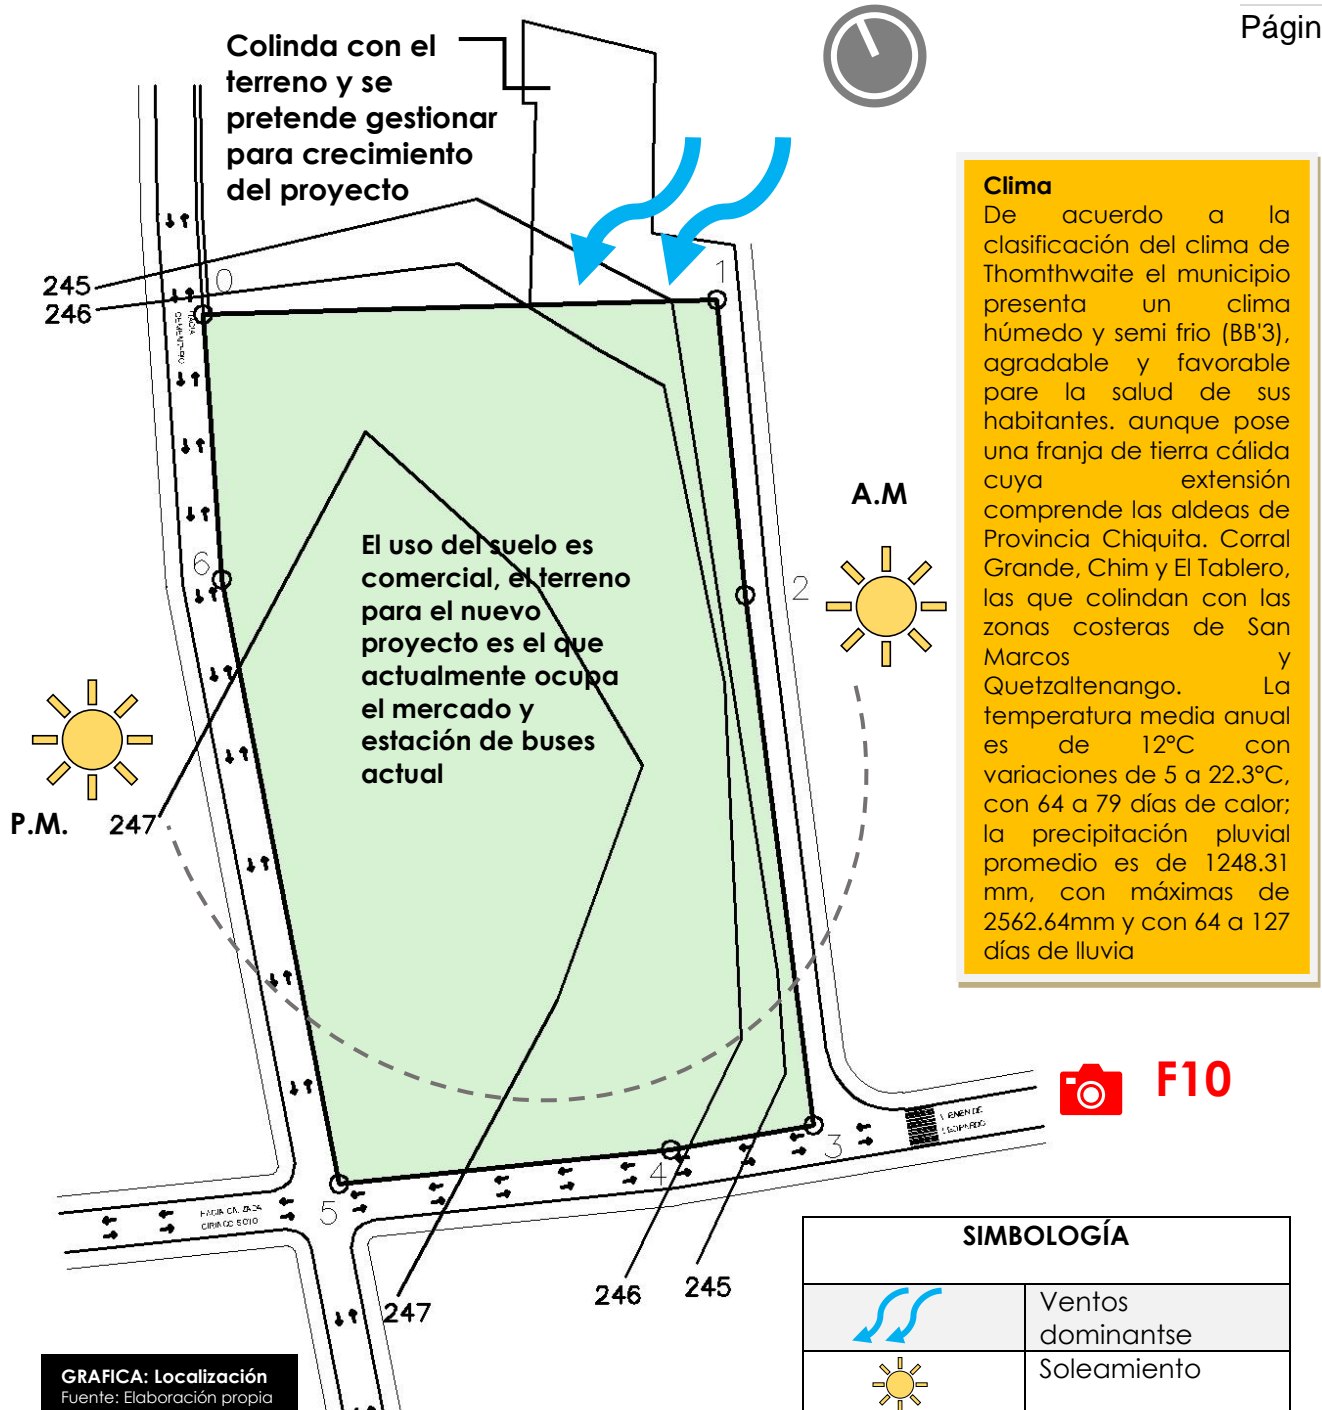 Págin
Colinda con el
terreno y se
pretende gestionar
para crecimiento
del proyecto
Clima
De acuerdo a la
clasificación del clima de
Thomthwaite el municipio
presenta un clima
húmedo y semi frio (BB'3),
agradable y favorable
pare la salud de sus
habitantes. aunque pose
una franja de tierra cálida
cuya extensión
comprende las aldeas de
Provincia Chiquita. Corral
Grande, Chim y El Tablero,
las que colindan con las
zonas costeras de San
Marcos y
Quetzaltenango. La
temperatura media anual
es de 12°C con
variaciones de 5 a 22.3°C,
con 64 a 79 días de calor;
la precipitación pluvial
promedio es de 1248.31
mm, con máximas de
2562.64mm y con 64 a 127
días de lluvia
245
246
0
1
HACIA
A.M
El uso del suelo es
comercial, el terreno
para el nuevo
proyecto es el que
actualmente ocupa
el mercado y
estación de buses
actual
6
2
P.M.
247
F10
3
4
5
HACIA
SOTO
247
246
245
SIMBOLOGÍA
Ventos
dominantse
Soleamiento
GRAFICA: Localización
Fuente: Elaboración propia